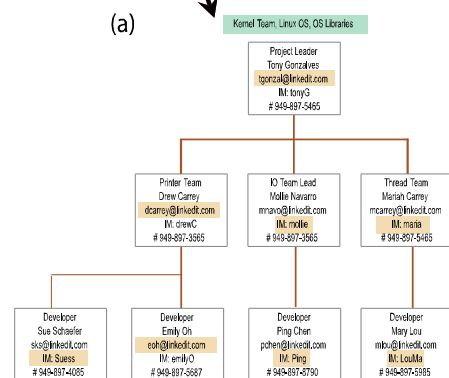 (a)
Kernel Team, Linux OS, OS Libraries
Project Leader
Tony Gonzalves
tgonzal@linkedit.com
IM: tonyG
# 949-897-5465
Printer Team
Drew Carrey
dcarrey@linkedit.com
IM: drewC
# 949-897-3565
IO Team Lead
Mollie Navarro
mnavo@linkedit.com
IM: mollie
# 949-897-3565
Thread Team
Mariah Carrey
mcarrey@linkedit.com
IM: maria
# 949-897-5465
Developer
Sue Schaefer
sks@linkedit.com
IM: Suess
# 949-897-4085
Developer
Emily Oh
eoh@linkedit.com
IM: emilyO
# 949-897-5687
Developer
Ping Chen
pchen@linkedit.com
IM: Ping
# 949-897-8790
Developer
Mary Lou
mlou@linkedit.com
IM: LouMa
# 949-897-5985